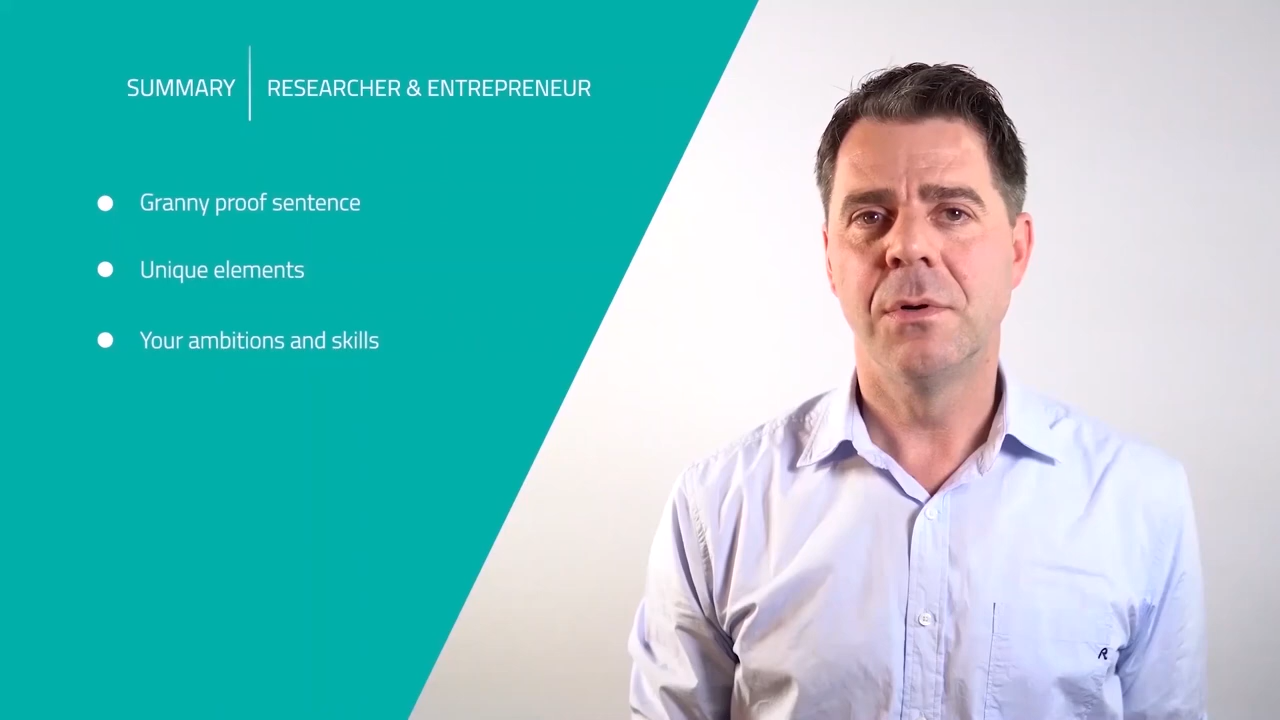 SUMMARY | RESEARCHER & ENTREPRENEUR
Granny proof sentence
Unique elements
Your ambitions and skills
R